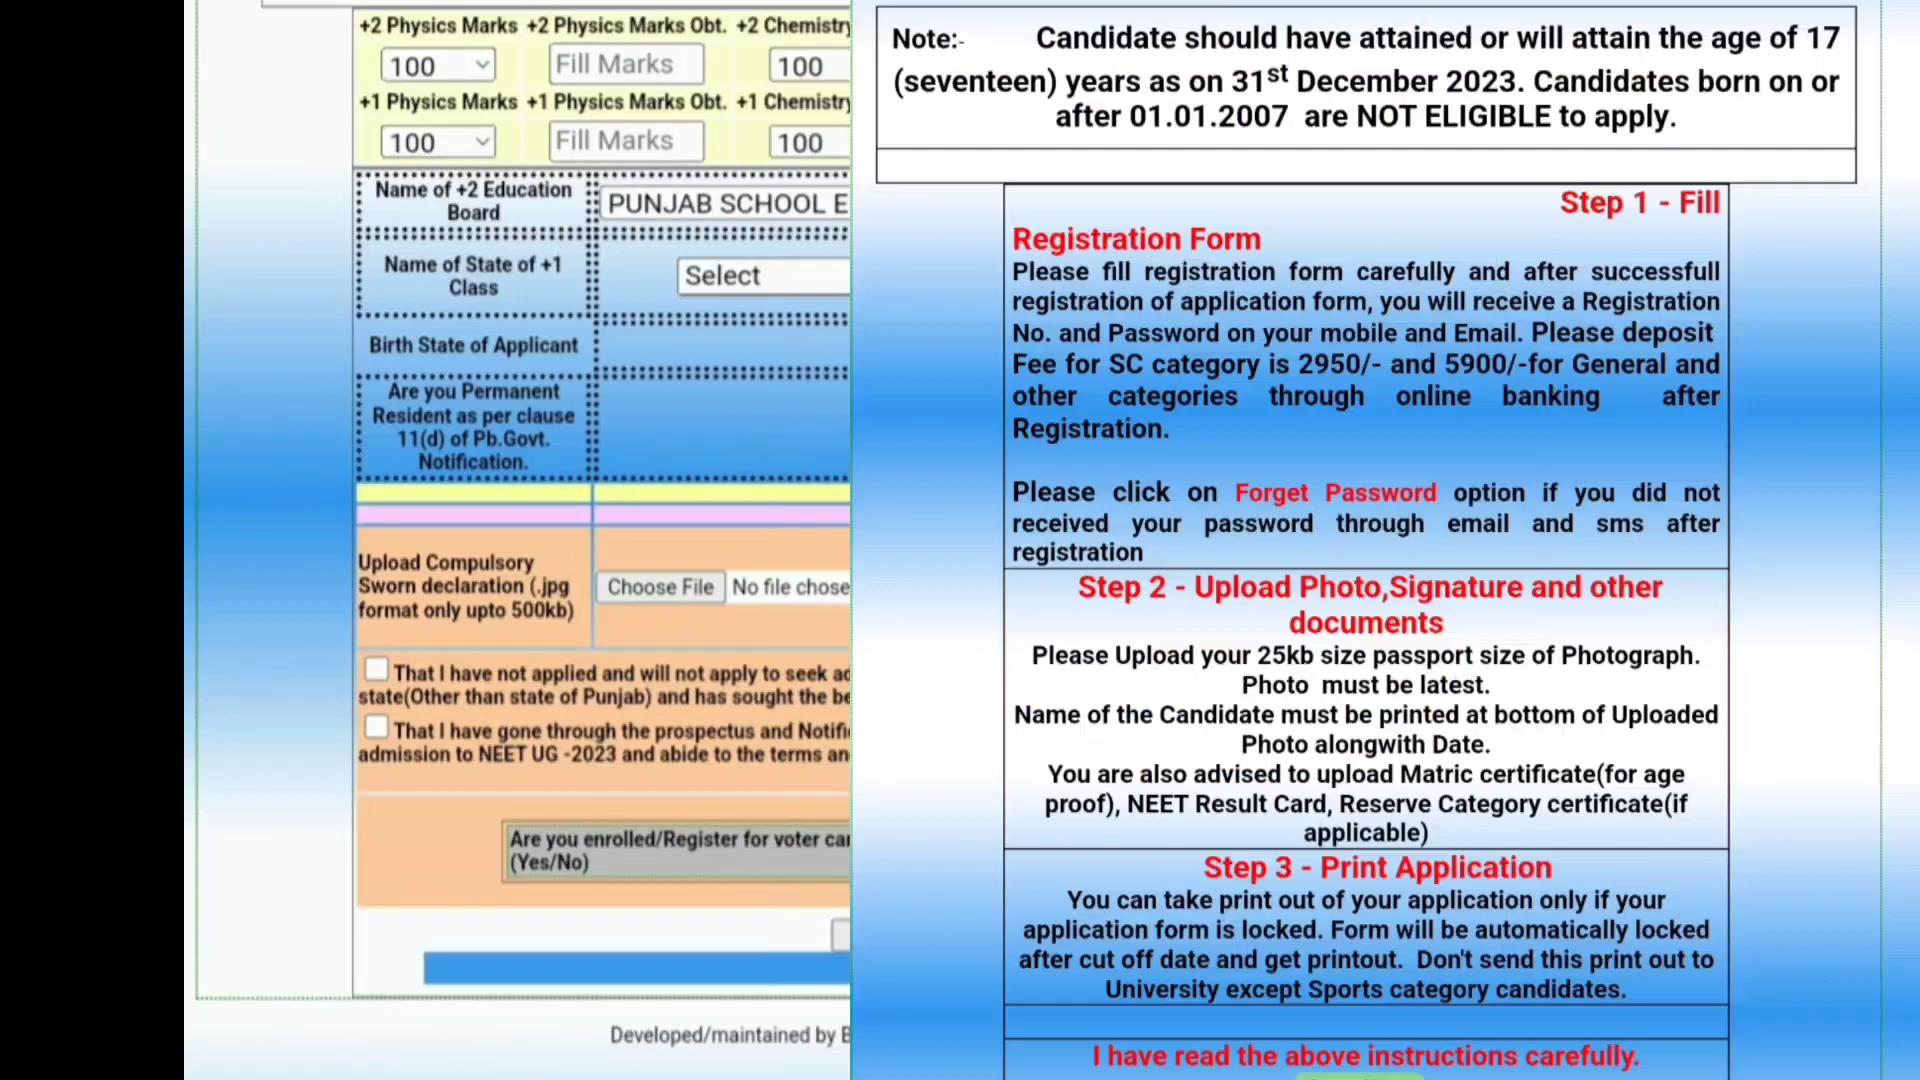 +2 Physics Marks +2 Physics Marks Obt. +2 Chemistry
100 Fill Marks 100
+1 Physics Marks +1 Physics Marks Obt. +1 Chemistry
100 Fill Marks 100
Name of +2 Education
Board
PUNJAB SCHOOL E
Name of State of +1
Class
Select
Birth State of Applicant
Are you Permanent
Resident as per clause
11(d) of Pb.Govt.
Notification.
Upload Compulsory
Sworn declaration (.jpg
format only upto 500kb)
Choose File No file chose
That I have not applied and will not apply to seek ad
state(Other than state of Punjab) and has sought the be
That I have gone through the prospectus and Notifi
admission to NEET UG -2023 and abide to the terms an
Are you enrolled/Register for voter car
(Yes/No)
Developed/maintained by B
Note:- Candidate should have attained or will attain the age of 17
(seventeen) years as on 31st December 2023. Candidates born on or
after 01.01.2007 are NOT ELIGIBLE to apply.
Step 1 - Fill
Registration Form
Please fill registration form carefully and after successfull
registration of application form, you will receive a Registration
No. and Password on your mobile and Email. Please deposit
Fee for SC category is 2950/- and 5900/-for General and
other categories through online banking after
Registration.
Please click on Forget Password option if you did not
received your password through email and sms after
registration
Step 2 - Upload Photo,Signature and other
documents
Please Upload your 25kb size passport size of Photograph.
Photo must be latest.
Name of the Candidate must be printed at bottom of Uploaded
Photo alongwith Date.
You are also advised to upload Matric certificate(for age
proof), NEET Result Card, Reserve Category certificate(if
applicable)
Step 3 - Print Application
You can take print out of your application only if your
application form is locked. Form will be automatically locked
after cut off date and get printout. Don't send this print out to
University except Sports category candidates.
I have read the above instructions carefully.